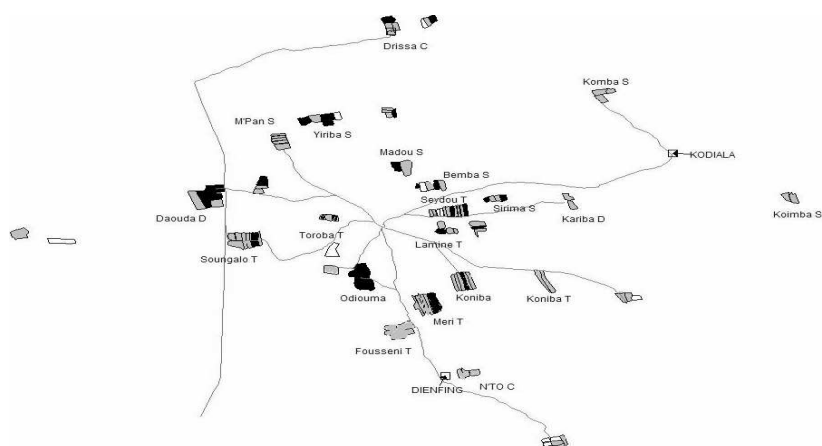 Drissa C
Komba S
M'Pan S
Yiriba S
Madou S
KODIALA
Bemba S
Seydou T
Sirima S
Daouda D
Kariba D
Koimba S
Toroba T
Lamine T
Soungalo T
Odiouma
Koniba
Koniba T
Meri T
Fousseni T
DIENFING
N'TO C